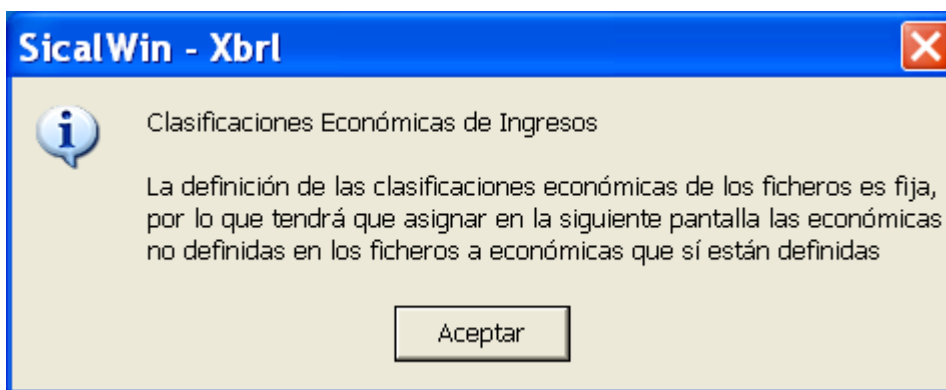 SicalWin - Xbrl
Clasificaciones Económicas de Ingresos
La definición de las clasificaciones económicas de los ficheros es fija,
por lo que tendrá que asignar en la siguiente pantalla las económicas
no definidas en los ficheros a económicas que sí están definidas
Aceptar